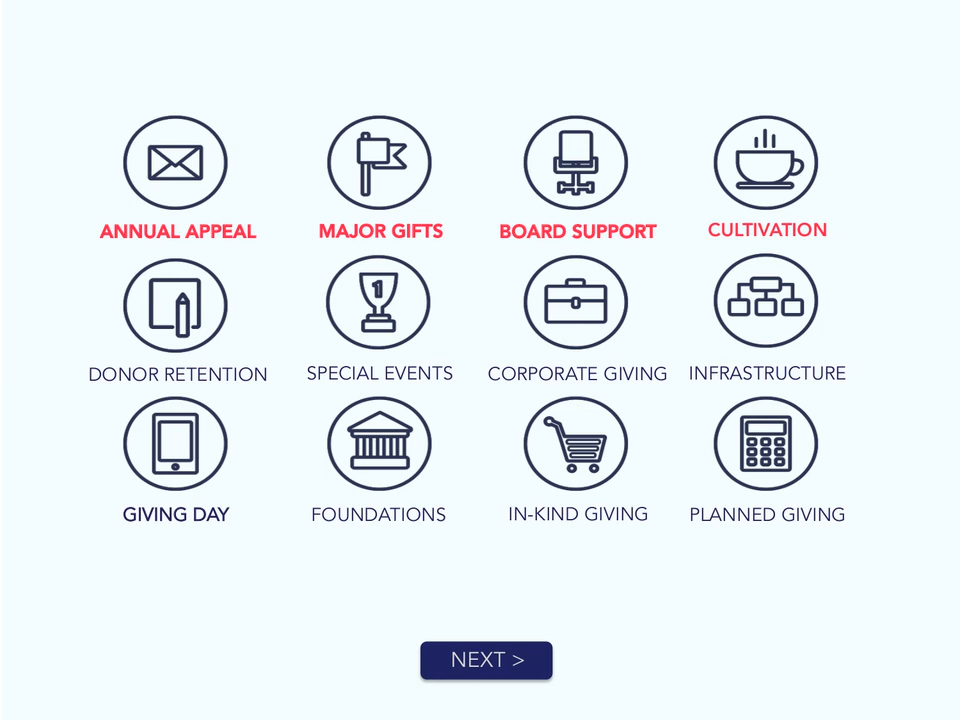 ANNUAL APPEAL
MAJOR GIFTS
BOARD SUPPORT
CULTIVATION
1
DONOR RETENTION
SPECIAL EVENTS
CORPORATE GIVING
INFRASTRUCTURE
GIVING DAY
FOUNDATIONS
IN-KIND GIVING
PLANNED GIVING
NEXT >